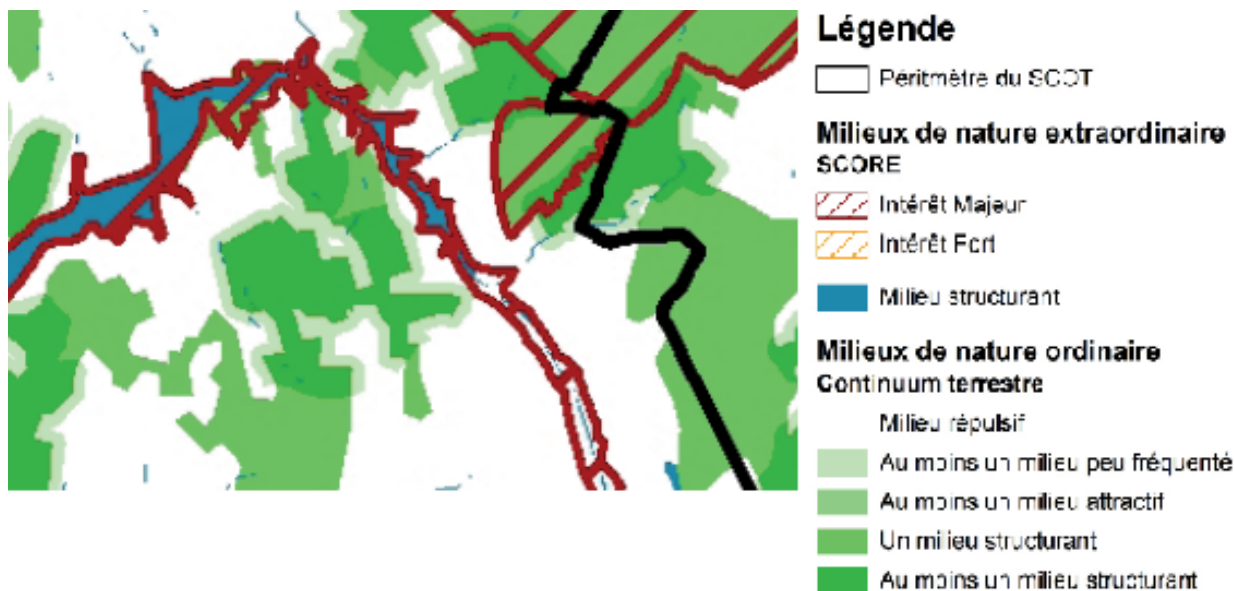 Légende
Péritmètre du SCOT
Milieux de nature extraordinaire
SCORE
Intérêt Majeur
Intérêt Fort
Milieu structurant
Milieux de nature ordinaire
Continuum terrestre
Milieu répulsif
Au moins un milieu peu fréquenté
Au moins un milieu attractif
Un milieu structurant
Au moins un milieu structurant